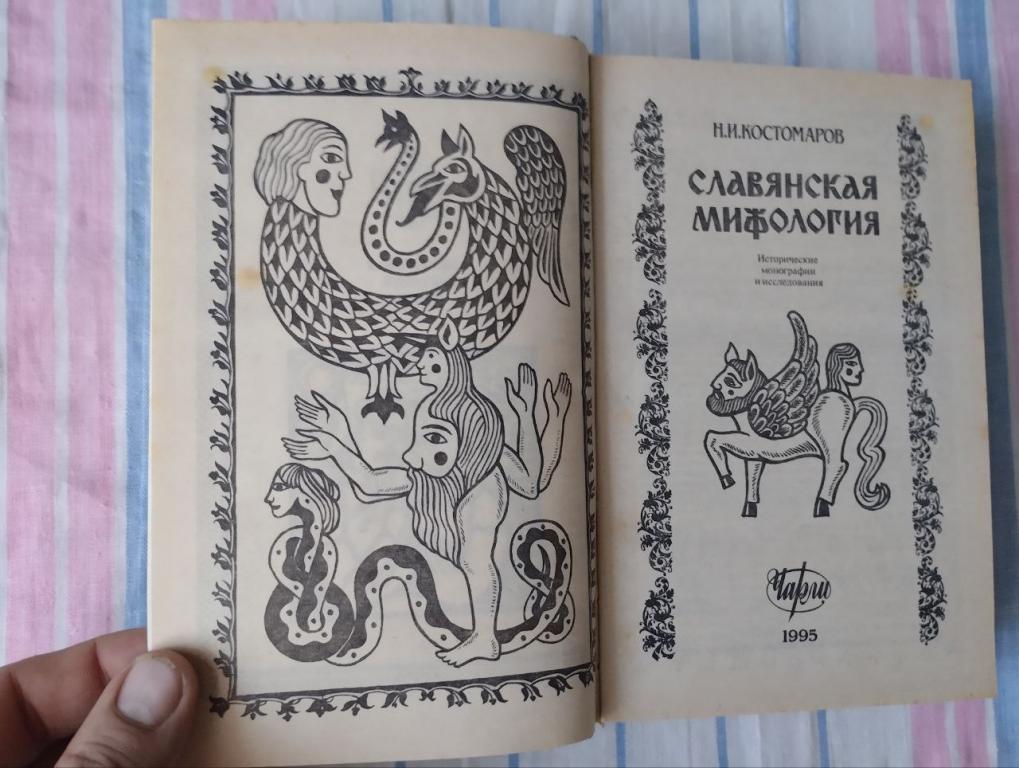 Н.И.КОСТОМАРОВ
СЛАВЯНСКАЯ
МИФОЛОГИЯ
Исторические
монографии
и исследования
Чарли
1995